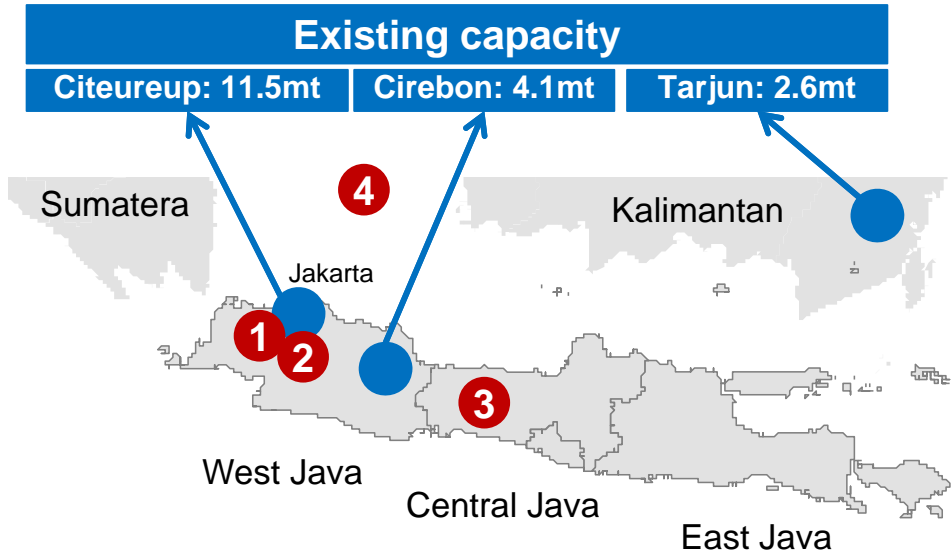 Existing capacity
Citeureup: 11.5mt
Cirebon: 4.1mt
Tarjun: 2.6mt
4
Sumatera
Kalimantan
Jakarta
1
2
3
West Java
Central Java
East Java